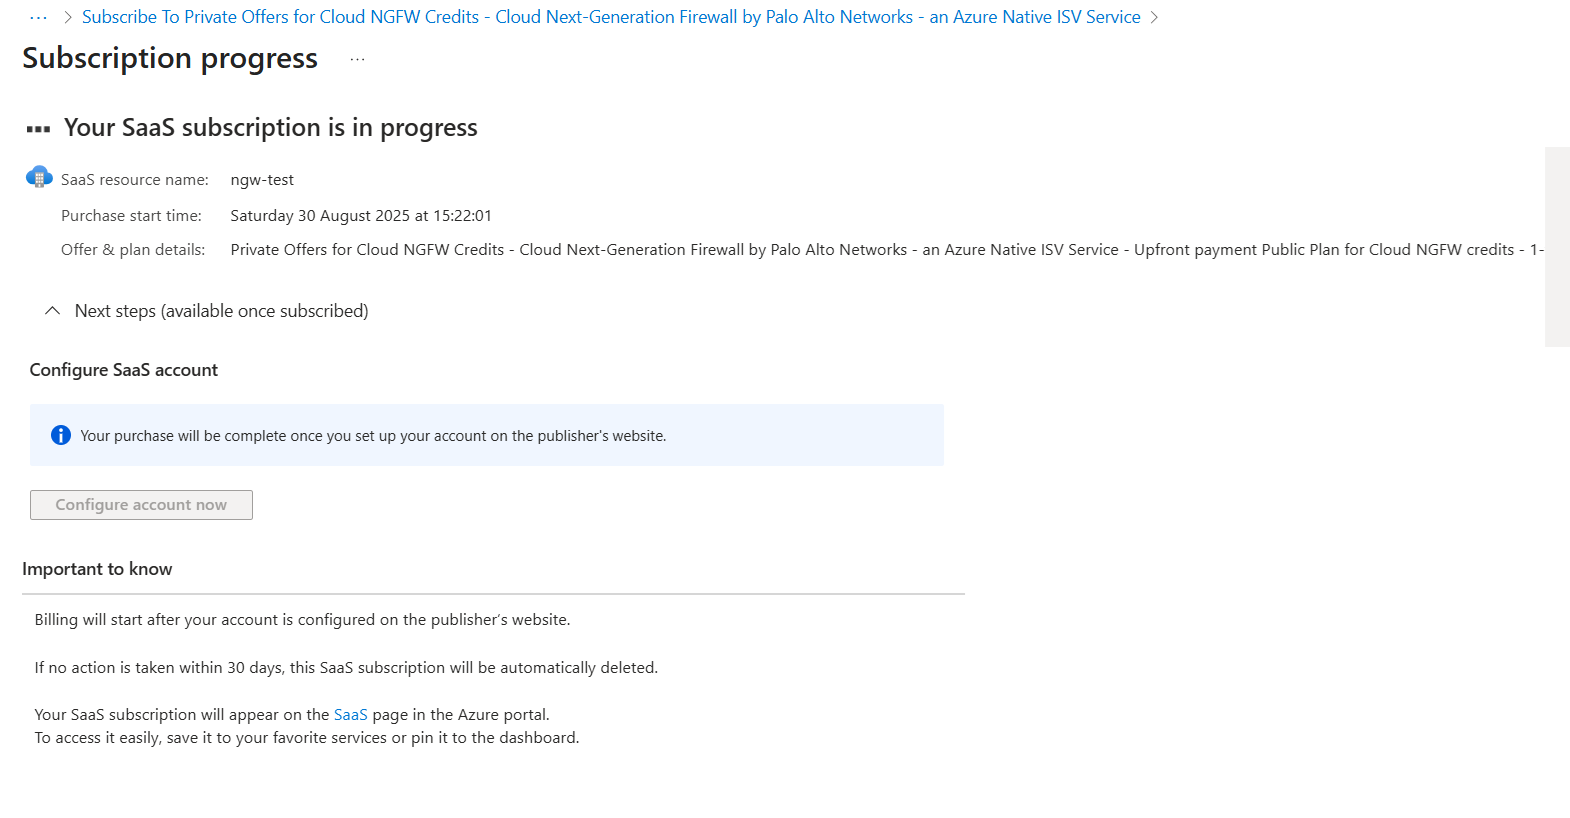 ··· > Subscribe To Private Offers for Cloud NGFW Credits - Cloud Next-Generation Firewall by Palo Alto Networks - an Azure Native ISV Service >
Subscription progress ···
Your SaaS subscription is in progress
SaaS resource name: ngw-test
Purchase start time: Saturday 30 August 2025 at 15:22:01
Offer & plan details: Private Offers for Cloud NGFW Credits - Cloud Next-Generation Firewall by Palo Alto Networks - an Azure Native ISV Service - Upfront payment Public Plan for Cloud NGFW credits - 1-
Next steps (available once subscribed)
Configure SaaS account
Your purchase will be complete once you set up your account on the publisher's website.
Configure account now
Important to know
Billing will start after your account is configured on the publisher’s website.
If no action is taken within 30 days, this SaaS subscription will be automatically deleted.
Your SaaS subscription will appear on the SaaS page in the Azure portal.
To access it easily, save it to your favorite services or pin it to the dashboard.